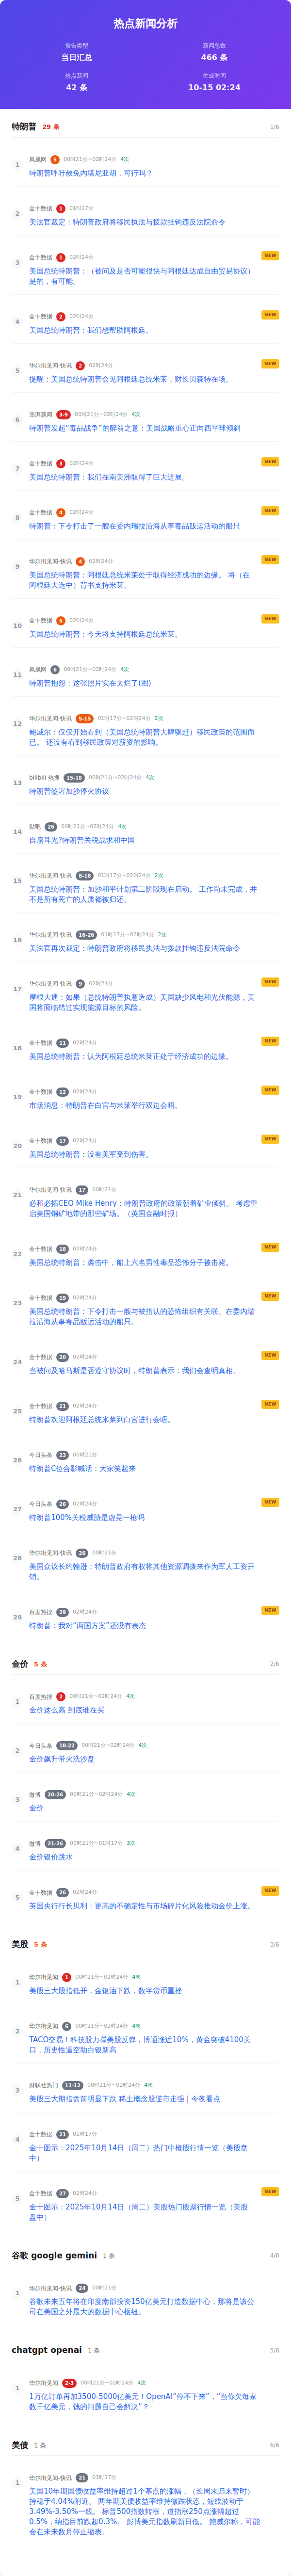 热点新闻分析
报告类型
当日汇总
新闻总数
466 条
热点新闻
42 条
生成时间
10-15 02:24
特朗普 29 条 1/6
1
凤凰网 5 00时21分~02时24分 4次
特朗普呼吁赦免内塔尼亚胡，可行吗？
2
金十数据 1 01时17分
美法官裁定：特朗普政府将移民执法与拨款挂钩违反法院命令
3
金十数据 1 02时24分 NEW
美国总统特朗普：（被问及是否可能很快与阿根廷达成自由贸易协议）
是的，有可能。
4
金十数据 2 02时24分 NEW
美国总统特朗普：我们想帮助阿根廷。
5
华尔街见闻-快讯 2 02时24分 NEW
提醒：美国总统特朗普会见阿根廷总统米莱，财长贝森特在场。
6
澎湃新闻 3-9 00时21分~02时24分 4次
特朗普发起“毒品战争”的醉翁之意：美国战略重心正向西半球倾斜
7
金十数据 3 02时24分 NEW
美国总统特朗普：我们在南美洲取得了巨大进展。
8
金十数据 4 02时24分 NEW
特朗普：下令打击了一艘在委内瑞拉沿海从事毒品贩运活动的船只
9
华尔街见闻-快讯 4 02时24分 NEW
美国总统特朗普：阿根廷总统米莱处于取得经济成功的边缘。 将（在
阿根廷大选中）背书支持米莱。
10
金十数据 5 02时24分 NEW
美国总统特朗普：今天将支持阿根廷总统米莱。
11
凤凰网 6 00时21分~02时24分 4次
特朗普抱怨：这张照片实在太烂了(图)
12
华尔街见闻-快讯 5-15 01时17分~02时24分 2次
鲍威尔：仅仅开始看到（美国总统特朗普大肆驱赶）移民政策的范围而
已。 还没有看到移民政策对薪资的影响。
13
bilibili 热搜 15-18 00时21分~02时24分 4次
特朗普签署加沙停火协议
14
贴吧 26 00时21分~02时24分 4次
自扇耳光?特朗普关税战求和中国
15
华尔街见闻-快讯 8-18 01时17分~02时24分 2次
美国总统特朗普：加沙和平计划第二阶段现在启动。 工作尚未完成，并
不是所有死亡的人质都被归还。
16
华尔街见闻-快讯 16-26 01时17分~02时24分 2次
美法官再次裁定：特朗普政府将移民执法与拨款挂钩违反法院命令
17
华尔街见闻-快讯 9 02时24分 NEW
摩根大通：如果（总统特朗普执意造成）美国缺少风电和光伏能源，美
国将面临错过实现能源目标的风险。
18
金十数据 11 02时24分 NEW
美国总统特朗普：认为阿根廷总统米莱正处于经济成功的边缘。
19
金十数据 12 02时24分 NEW
市场消息：特朗普在白宫与米莱举行双边会晤。
20
金十数据 17 02时24分 NEW
美国总统特朗普：没有美军受到伤害。
21
华尔街见闻-快讯 17 00时21分
必和必拓CEO Mike Henry：特朗普政府的政策朝着矿业倾斜。 考虑重
启美国铜矿地带的那些矿场。（英国金融时报）
22
金十数据 18 02时24分 NEW
美国总统特朗普：袭击中，船上六名男性毒品恐怖分子被击毙。
23
金十数据 19 02时24分 NEW
美国总统特朗普：下令打击一艘与被指认的恐怖组织有关联、在委内瑞
拉沿海从事毒品贩运活动的船只。
24
金十数据 20 02时24分 NEW
当被问及哈马斯是否遵守协议时，特朗普表示：我们会查明真相。
25
金十数据 21 02时24分 NEW
特朗普欢迎阿根廷总统米莱到白宫进行会晤。
26
今日头条 23 00时21分
特朗普C位合影喊话：大家笑起来
27
今日头条 26 02时24分 NEW
特朗普100%关税威胁是虚晃一枪吗
28
华尔街见闻-快讯 26 00时21分
美国众议长约翰逊：特朗普政府有权将其他资源调拨来作为军人工资开
销。
29
百度热搜 29 02时24分 NEW
特朗普：我对“两国方案”还没有表态
金价 5 条 2/6
1
百度热搜 2 00时21分~02时24分 4次
金价这么高 到底谁在买
2
今日头条 18-22 00时21分~02时24分 4次
金价飙升带火洗沙盘
3
微博 20-26 00时21分~02时24分 4次
金价
4
微博 21-26 00时21分~01时17分 3次
金价银价跳水
5
金十数据 26 02时24分 NEW
英国央行行长贝利：更高的不确定性与市场碎片化风险推动金价上涨。
美股 5 条 3/6
1
华尔街见闻 1 00时21分~02时24分 4次
美股三大股指低开，金银油下跌，数字货币重挫
2
华尔街见闻 6 00时21分~02时24分 4次
TACO交易！科技股力撑美股反弹，博通涨近10%，黄金突破4100关
口，历史性逼空助白银新高
3
财联社热门 11-12 00时21分~02时24分 4次
美股三大期指盘前明显下跌 稀土概念股逆市走强 | 今夜看点
4
金十数据 21 01时17分
金十图示：2025年10月14日（周二）热门中概股行情一览（美股盘
中）
5
金十数据 27 02时24分 NEW
金十图示：2025年10月14日（周二）美股热门股票行情一览（美股
盘中）
谷歌 google gemini 1 条 4/6
1
华尔街见闻-快讯 24 00时21分
谷歌未来五年将在印度南部投资150亿美元打造数据中心，那将是该公
司在美国之外最大的数据中心枢纽。
chatgpt openai 1 条 5/6
1
华尔街见闻 2-3 00时21分~02时24分 4次
1万亿订单再加3500-5000亿美元！OpenAI“停不下来”，“当你欠每家
数千亿美元，钱的问题自己会解决”？
美债 1 条 6/6
1
华尔街见闻-快讯 21 01时17分
美国10年期国债收益率维持超过1个基点的涨幅，（长周末归来暂时）
持稳于4.04%附近。 两年期美债收益率维持微跌状态，短线波动于
3.49%-3.50%一线。 标普500指数转涨，道指涨250点涨幅超过
0.5%，纳指目前跌超0.3%。 彭博美元指数刷新日低。 鲍威尔称，可能
会在未来数月停止缩表。